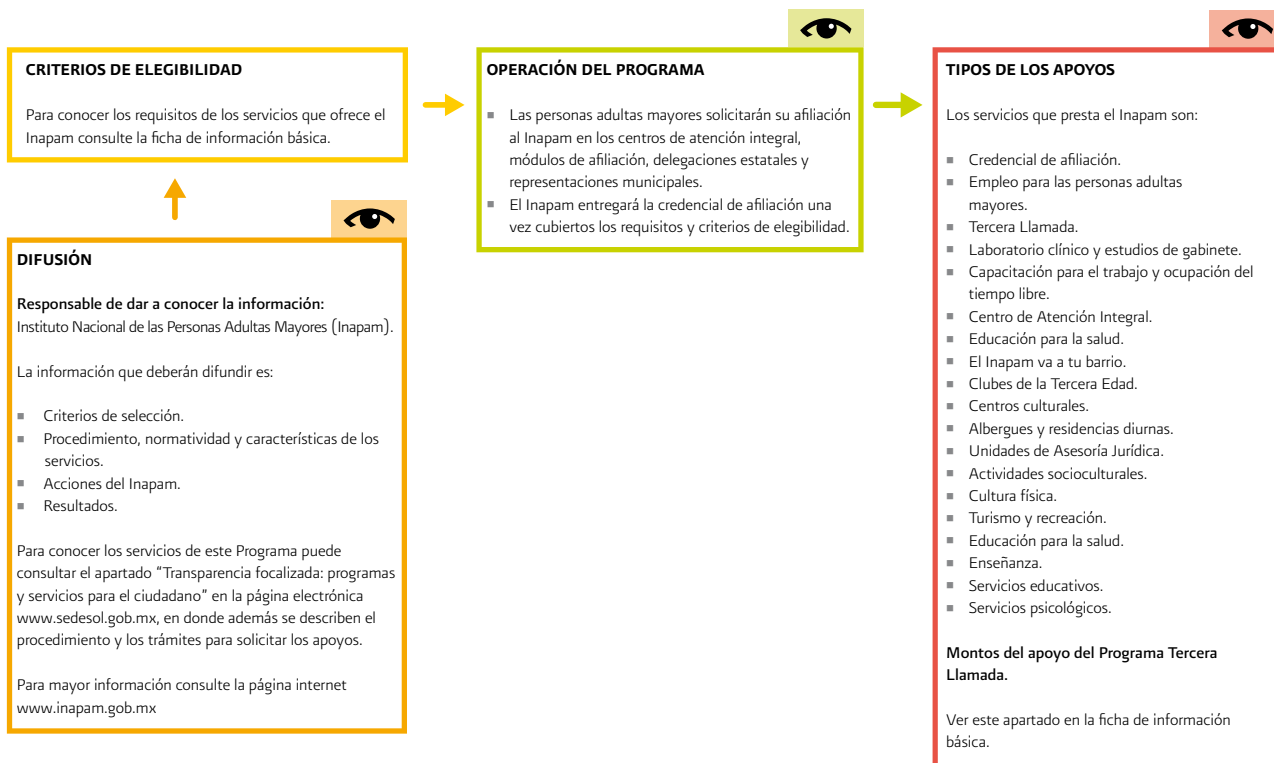 CRITERIOS DE ELEGIBILIDAD
Para conocer los requisitos de los servicios que ofrece el
Inapam consulte la ficha de información básica.
DIFUSIÓN
Responsable de dar a conocer la información:
Instituto Nacional de las Personas Adultas Mayores (Inapam).
La información que deberán difundir es:
■ Criterios de selección.
■ Procedimiento, normatividad y características de los
servicios.
■ Acciones del Inapam.
■ Resultados.
Para conocer los servicios de este Programa puede
consultar el apartado “Transparencia focalizada: programas
y servicios para el ciudadano” en la página electrónica
www.sedesol.gob.mx, en donde además se describen el
procedimiento y los trámites para solicitar los apoyos.
Para mayor información consulte la página internet
www.inapam.gob.mx
OPERACIÓN DEL PROGRAMA
■ Las personas adultas mayores solicitarán su afiliación
al Inapam en los centros de atención integral,
módulos de afiliación, delegaciones estatales y
representaciones municipales.
■ El Inapam entregará la credencial de afiliación una
vez cubiertos los requisitos y criterios de elegibilidad.
TIPOS DE LOS APOYOS
Los servicios que presta el Inapam son:
■ Credencial de afiliación.
■ Empleo para las personas adultas
mayores.
■ Tercera Llamada.
■ Laboratorio clínico y estudios de gabinete.
■ Capacitación para el trabajo y ocupación del
tiempo libre.
■ Centro de Atención Integral.
■ Educación para la salud.
■ El Inapam va a tu barrio.
■ Clubes de la Tercera Edad.
■ Centros culturales.
■ Albergues y residencias diurnas.
■ Unidades de Asesoría Jurídica.
■ Actividades socioculturales.
■ Cultura física.
■ Turismo y recreación.
■ Educación para la salud.
■ Enseñanza.
■ Servicios educativos.
■ Servicios psicológicos.
Montos del apoyo del Programa Tercera
Llamada.
Ver este apartado en la ficha de información
básica.